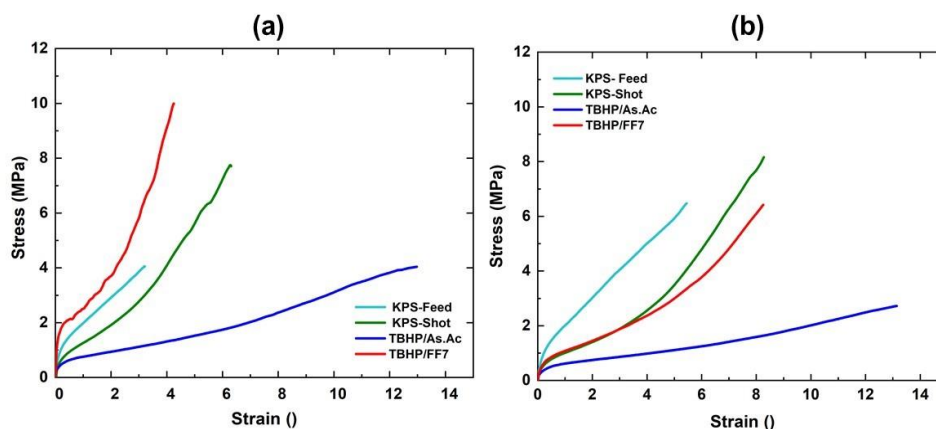 (a)
(b)
12
10
8
6
4
2
0
Stress (MPa)
KPS-Feed
KPS-Shot
TBHP/As.Ac
TBHP/FF7
0 2 4 6 8 10 12 14
Strain ()
12
10
8
6
4
2
0
Stress (MPa)
KPS- Feed
KPS-Shot
TBHP/As.Ac
TBHP/FF7
0 2 4 6 8 10 12 14
Strain ()